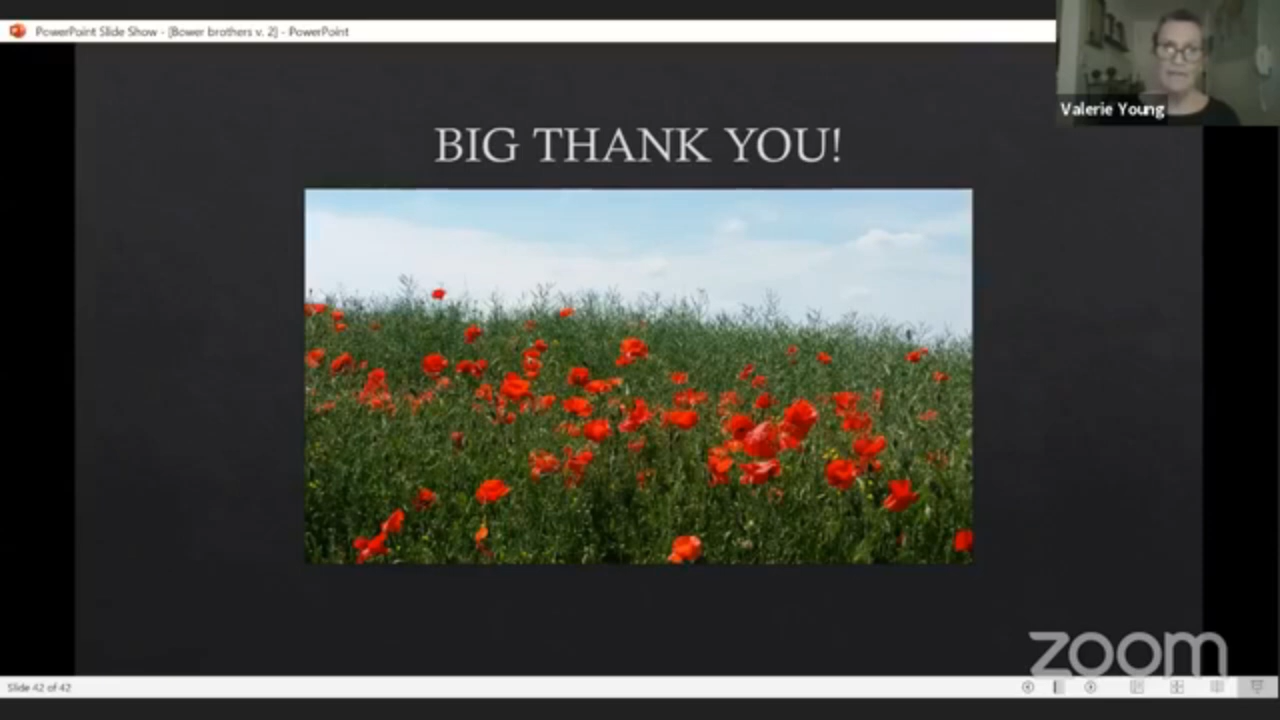 PowerPoint Slide Show - [Bower brothers v. 2] - PowerPoint
Valerie Young
BIG THANK YOU!
zoom
Slide 42 of 42